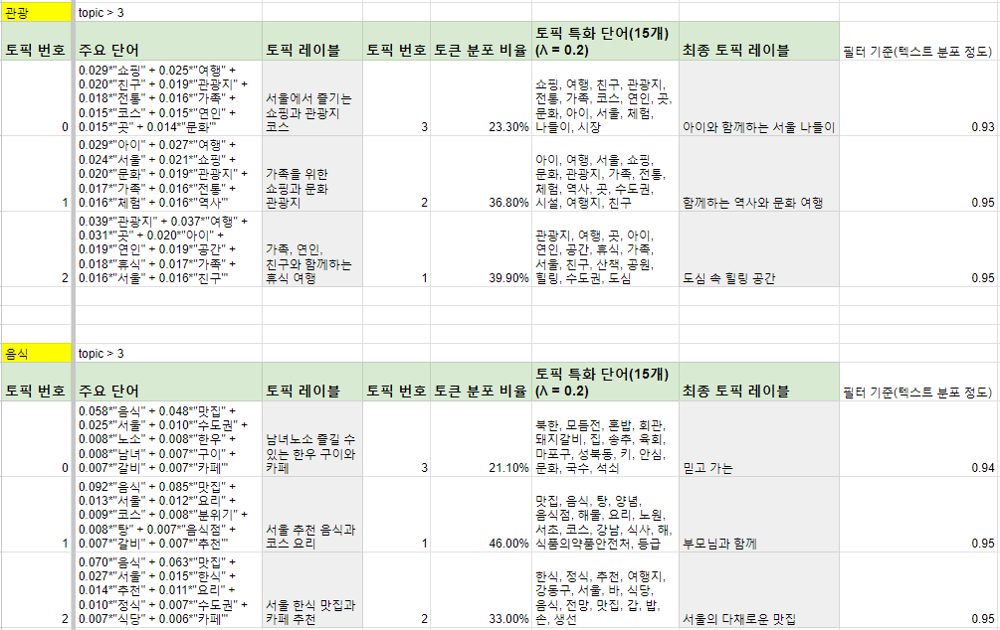 관광 topic > 3
토픽 번호 주요 단어 토픽 레이블 토픽 번호 토큰 분포 비율 토픽 특화 단어(15개) (Λ = 0.2) 최종 토픽 레이블 필터 기준(텍스트 분포 정도)
0.029*"쇼핑" + 0.025*"여행" +
0.020*"친구" + 0.019*"관광지" +
0.018*"전통" + 0.016*"가족" +
0.015*"코스" + 0.015*"연인" +
0.015*"곳" + 0.014*"문화"'
0
서울에서 즐기는
쇼핑과 관광지
코스
3
23.30%
쇼핑, 여행, 친구, 관광지,
전통, 가족, 코스, 연인, 곳,
문화, 아이, 서울, 체험,
나들이, 시장
아이와 함께하는 서울 나들이
0.93
0.029*"아이" + 0.027*"여행" +
0.024*"서울" + 0.021*"쇼핑" +
0.020*"문화" + 0.019*"관광지" +
0.017*"가족" + 0.016*"전통" +
0.016*"체험" + 0.016*"역사"'
1
가족을 위한
쇼핑과 문화
관광지
2
36.80%
아이, 여행, 서울, 쇼핑,
문화, 관광지, 가족, 전통,
체험, 역사, 곳, 수도권,
시설, 여행지, 친구
함께하는 역사와 문화 여행
0.95
0.039*"관광지" + 0.037*"여행" +
0.031*"곳" + 0.020*"아이" +
0.019*"연인" + 0.019*"공간" +
0.018*"휴식" + 0.017*"가족" +
0.016*"서울" + 0.016*"친구"'
2
가족, 연인,
친구와 함께하는
휴식 여행
1
39.90%
관광지, 여행, 곳, 아이,
연인, 공간, 휴식, 가족,
서울, 친구, 산책, 공원,
힐링, 수도권, 도심
도심 속 힐링 공간
0.95
음식 topic > 3
토픽 번호 주요 단어 토픽 레이블 토픽 번호 토큰 분포 비율 토픽 특화 단어(15개) (Λ = 0.2) 최종 토픽 레이블 필터 기준(텍스트 분포 정도)
0.058*"음식" + 0.048*"맛집" +
0.025*"서울" + 0.010*"수도권" +
0.008*"노소" + 0.008*"한우" +
0.008*"남녀" + 0.007*"구이" +
0.007*"갈비" + 0.007*"카페"'
0
남녀노소 즐길 수
있는 한우 구이와
카페
3
21.10%
북한, 모듬전, 혼밥, 회관,
돼지갈비, 집, 송추, 육회,
마포구, 성북동, 키, 안심,
문화, 국수, 석쇠
믿고 가는
0.94
0.092*"음식" + 0.085*"맛집" +
0.013*"서울" + 0.012*"요리" +
0.009*"코스" + 0.008*"분위기" +
0.008*"탕" + 0.007*"음식점" +
0.007*"갈비" + 0.007*"추천"'
1
서울 추천 음식과
코스 요리
1
46.00%
맛집, 음식, 탕, 양념,
음식점, 해물, 요리, 노원,
서초, 코스, 강남, 식사, 해,
식품의약품안전처, 등급
부모님과 함께
0.95
0.070*"음식" + 0.063*"맛집" +
0.027*"서울" + 0.015*"한식" +
0.014*"추천" + 0.011*"요리" +
0.010*"정식" + 0.007*"수도권" +
0.007*"식당" + 0.006*"카페"'
2
서울 한식 맛집과
카페 추천
2
33.00%
한식, 정식, 추천, 여행지,
강동구, 서울, 바, 식당,
음식, 전망, 맛집, 갑, 밥,
손, 생선
서울의 다채로운 맛집
0.95